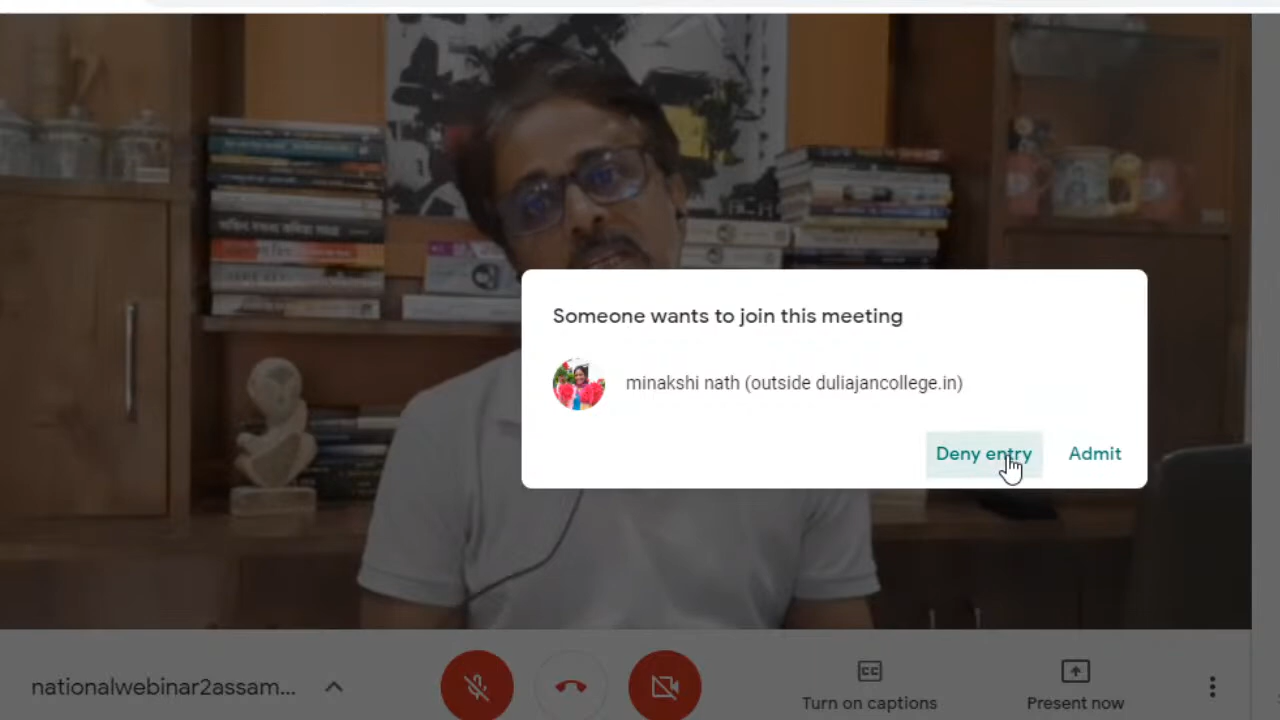 Someone wants to join this meeting
minakshi nath (outside duliajancollege.in)
Deny entry
Admit
nationalwebinar2assam...
Turn on captions
Present now